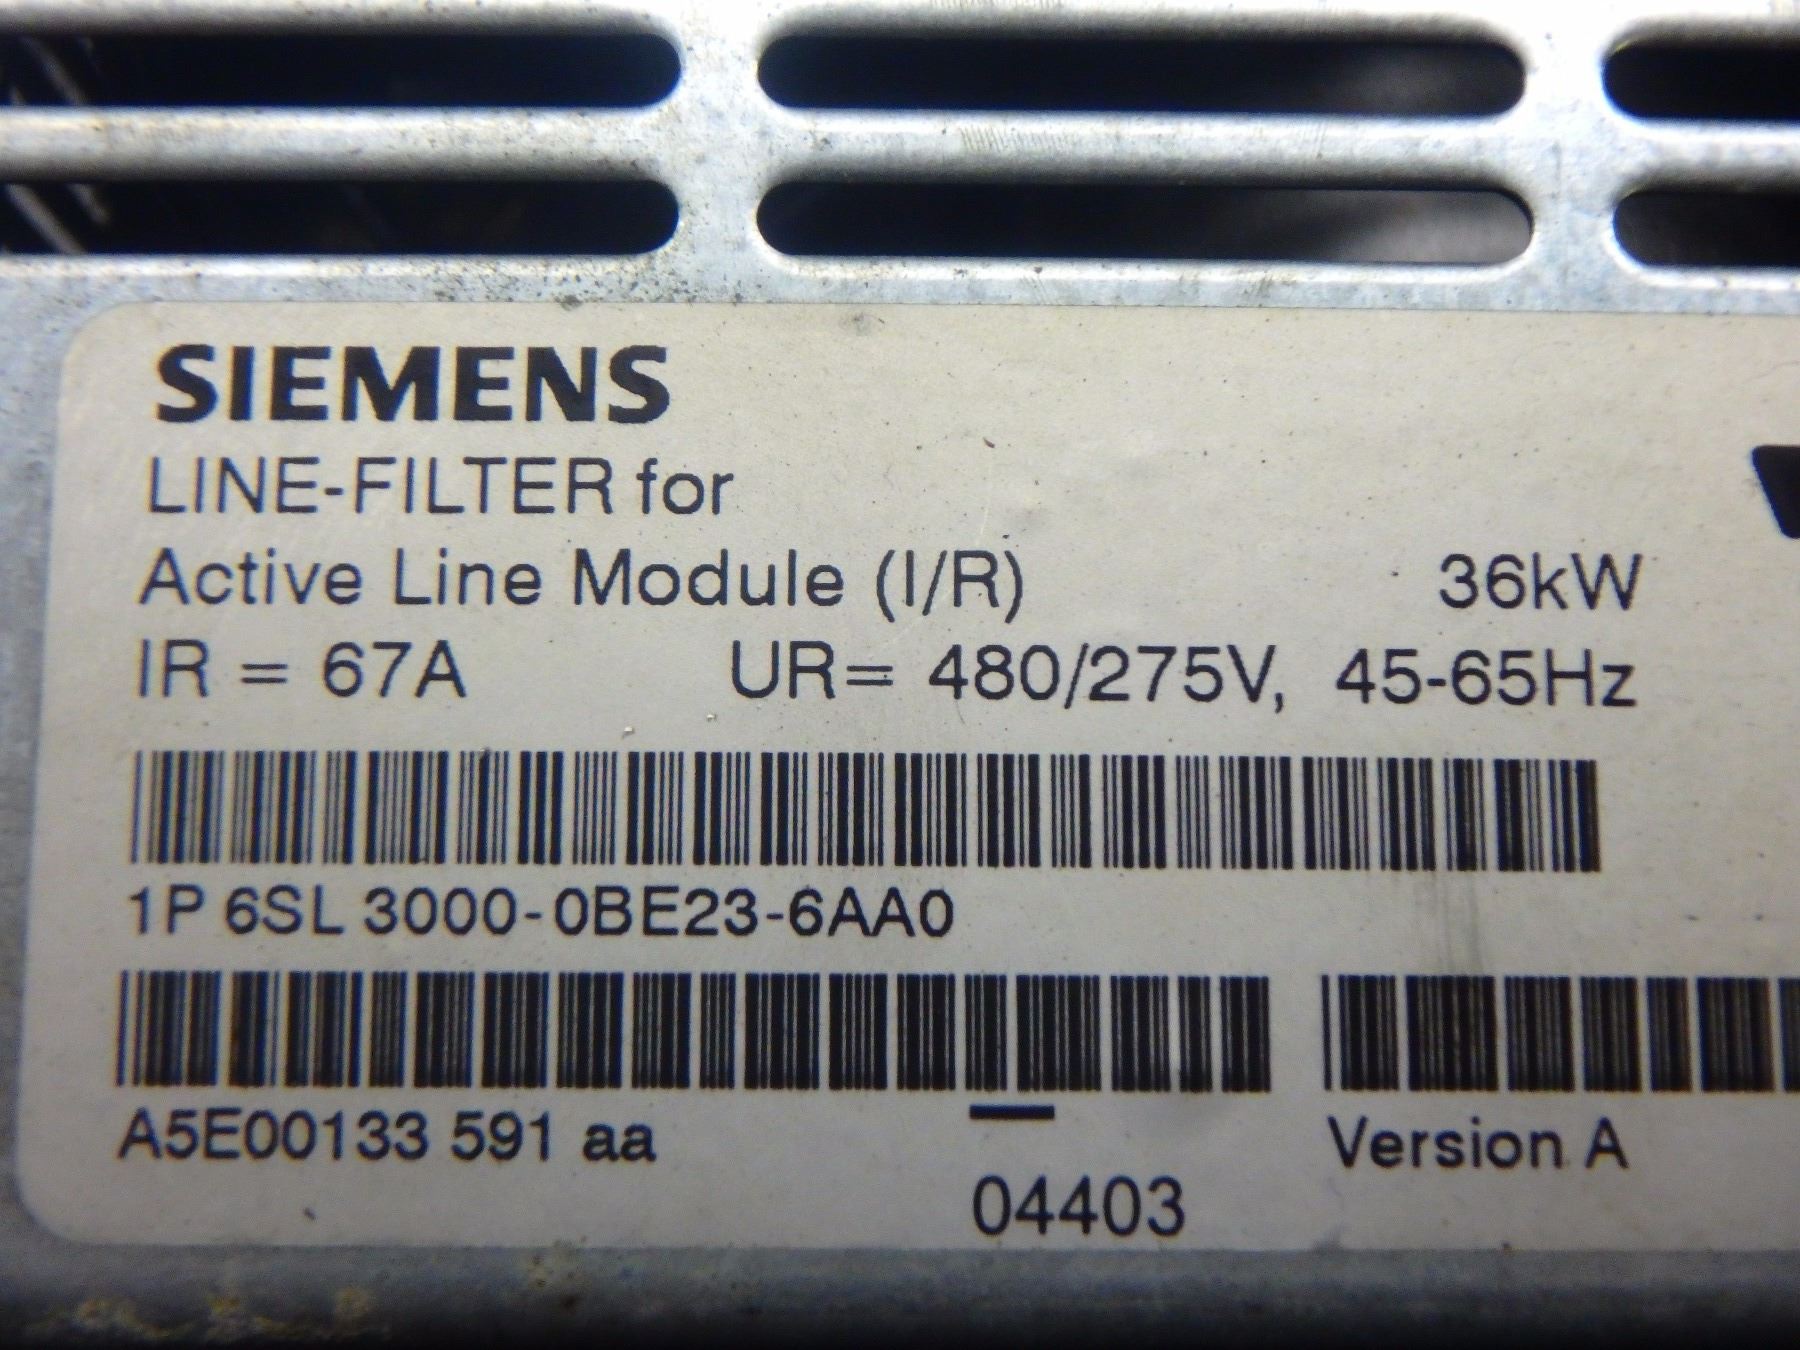 SIEMENS
LINE-FILTER for
Active Line Module (I/R) 36kW
IR = 67A UR= 480/275V, 45-65Hz
1P 6SL 3000-0BE23-6AA0
A5E00133 591 aa
Version A
04403